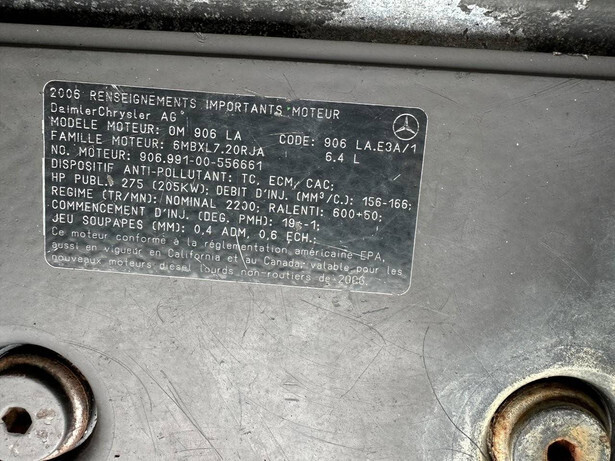 2006 RENSEIGNEMENTS IMPORTANTS MOTEUR
DaimlerChrysler AG
MODELE MOTEUR: OM 906 LA CODE: 906 LA.E3A/1
FAMILLE MOTEUR: 6MBXL7.20RJA 6.4 L
NO. MOTEUR: 906.991-00-556661
DISPOSITIF ANTI-POLLUTANT: TC, ECM, CAC;
HP PUBL. 275 (205KW); DEBIT D'INJ. (MM³/C.): 156-166;
REGIME (TR/MN): NOMINAL 2200; RALENTI: 600+50;
COMMENCEMENT D'INJ. (DEG. PMH): -1;
JEU SOUPAPES (MM): 0,4 ADM, 0,6 ECH.;
Ce moteur conforme à la réglementation américaine EPA,
aussi en vigueur en California et au Canada, valable pour les
nouveaux moteurs diesel lourds non-routiers de 2006.